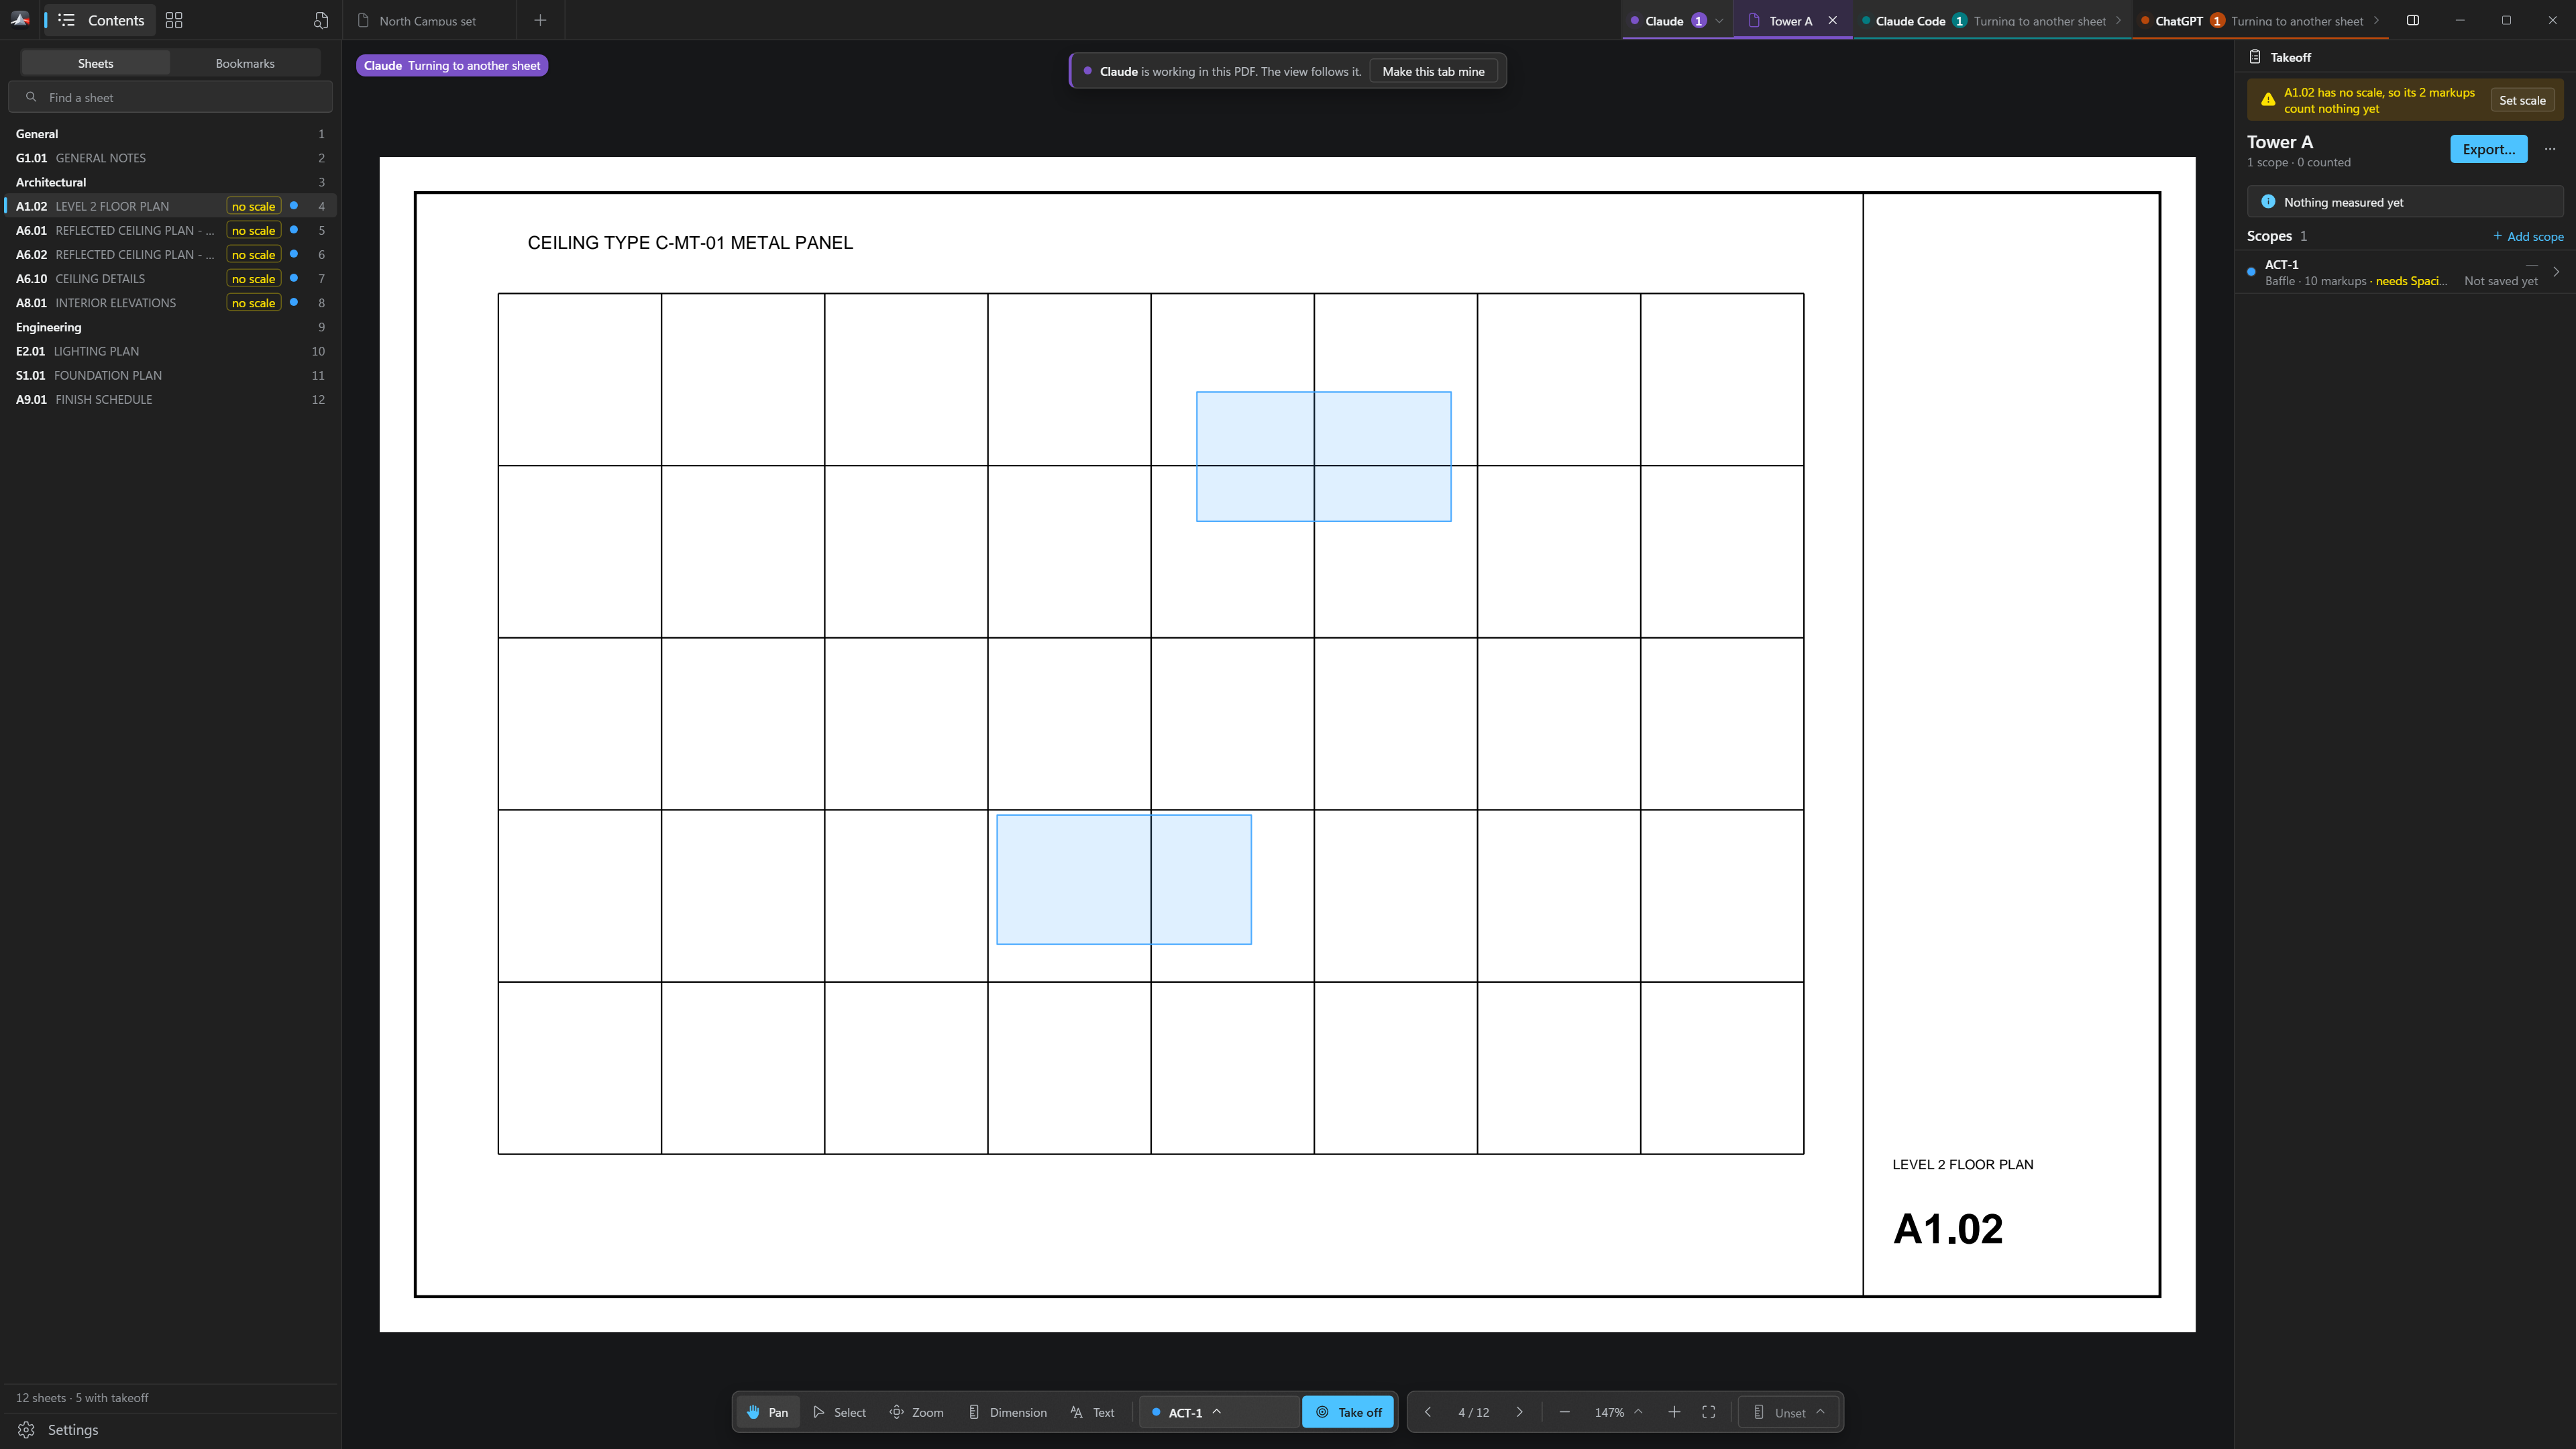 Contents
North Campus set
Claude 1
Tower A
Claude Code 1 Turning to another sheet
ChatGPT 1 Turning to another sheet
Sheets
Bookmarks
Find a sheet
General 1
G1.01 GENERAL NOTES 2
Architectural 3
A1.02 LEVEL 2 FLOOR PLAN no scale 4
A6.01 REFLECTED CEILING PLAN - ... no scale 5
A6.02 REFLECTED CEILING PLAN - ... no scale 6
A6.10 CEILING DETAILS no scale 7
A8.01 INTERIOR ELEVATIONS no scale 8
Engineering 9
E2.01 LIGHTING PLAN 10
S1.01 FOUNDATION PLAN 11
A9.01 FINISH SCHEDULE 12
12 sheets · 5 with takeoff
Settings
Claude Turning to another sheet
Claude is working in this PDF. The view follows it. Make this tab mine
CEILING TYPE C-MT-01 METAL PANEL
LEVEL 2 FLOOR PLAN
A1.02
Pan
Select
Zoom
Dimension
Text
ACT-1
Take off
4 / 12
147%
Unset
Takeoff
A1.02 has no scale, so its 2 markups
count nothing yet
Set scale
Tower A
1 scope · 0 counted
Export...
Nothing measured yet
Scopes 1
+ Add scope
ACT-1 —
Baffle · 10 markups · needs Spaci... Not saved yet